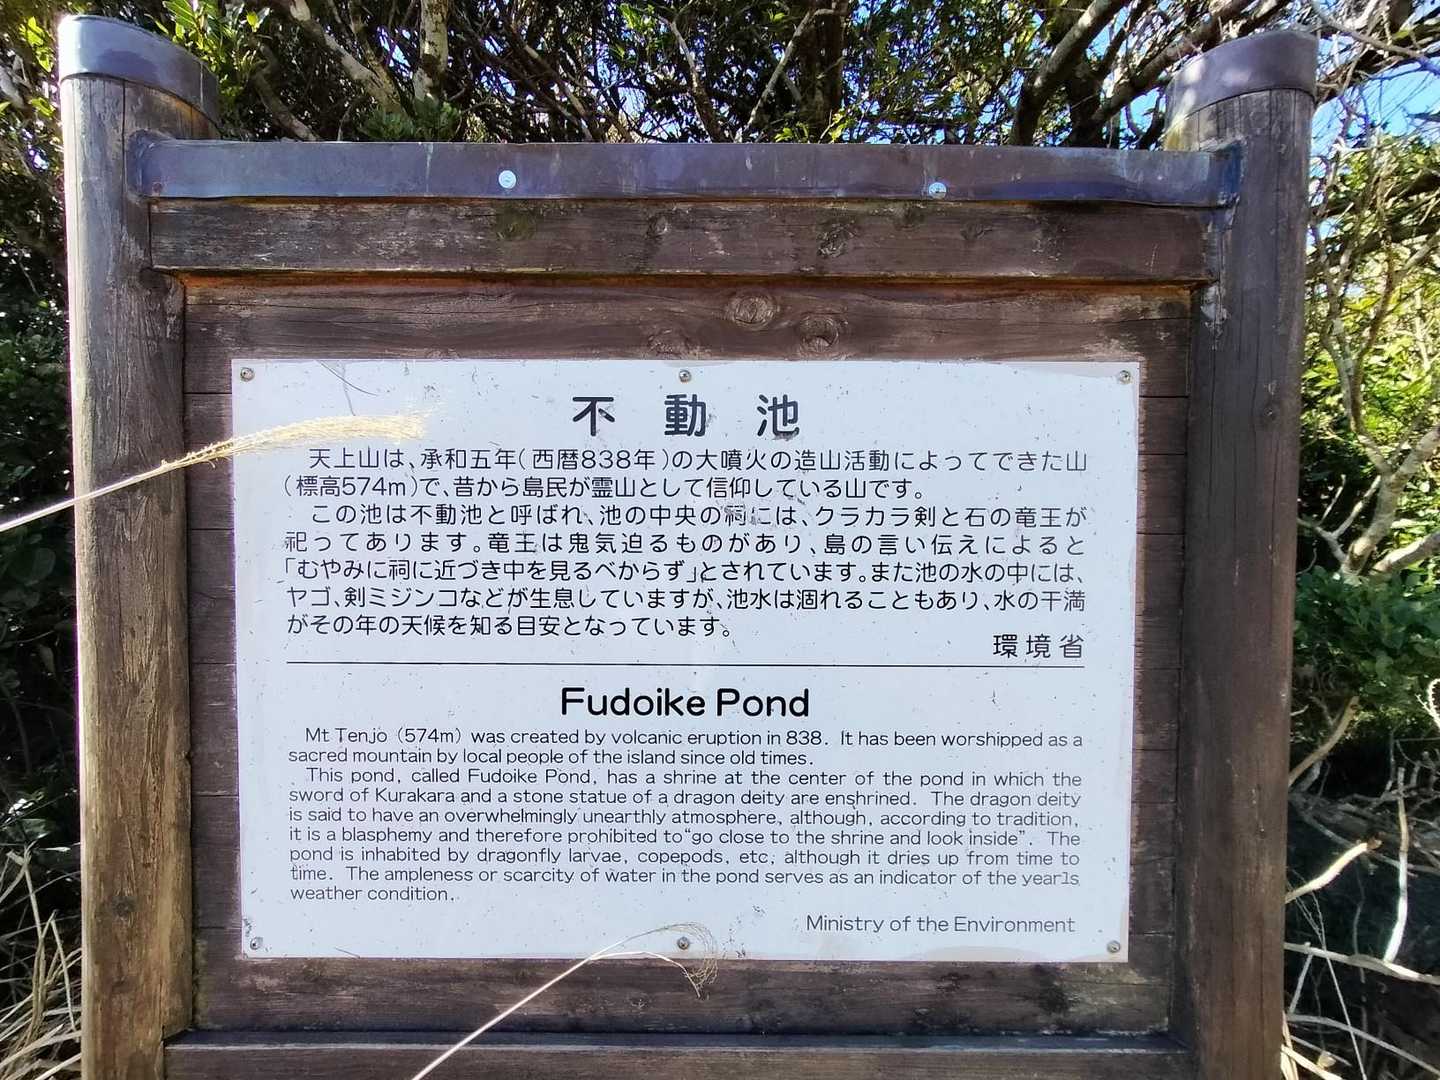 不動池
天上山は、承和五年(西暦838年)の大噴火の造山活動によってできた山
(標高574m)で、昔から島民が霊山として信仰している山です。
この池は不動池と呼ばれ、池の中央の祠には、クラカラ剣と石の竜王が
祀ってあります。竜王は鬼気迫るものがあり、島の言い伝えによると
「むやみに祠に近づき中を見るべからず」とされています。また池の水の中には、
ヤゴ、剣ミジンコなどが生息していますが、池水は涸れることもあり、水の干満
がその年の天候を知る目安となっています。
環境省
Fudoike Pond
Mt Tenjo (574m) was created by volcanic eruption in 838. It has been worshipped as a
sacred mountain by local people of the island since old times.
This pond, called Fudoike Pond, has a shrine at the center of the pond in which the
sword of Kurakara and a stone statue of a dragon deity are enshrined. The dragon deity
is said to have an overwhelmingly unearthly atmosphere, although, according to tradition,
it is a blasphemy and therefore prohibited to“go close to the shrine and look inside”. The
pond is inhabited by dragonfly larvae, copepods, etc, although it dries up from time to
time. The ampleness or scarcity of water in the pond serves as an indicator of the yearls
weather condition.
Ministry of the Environment